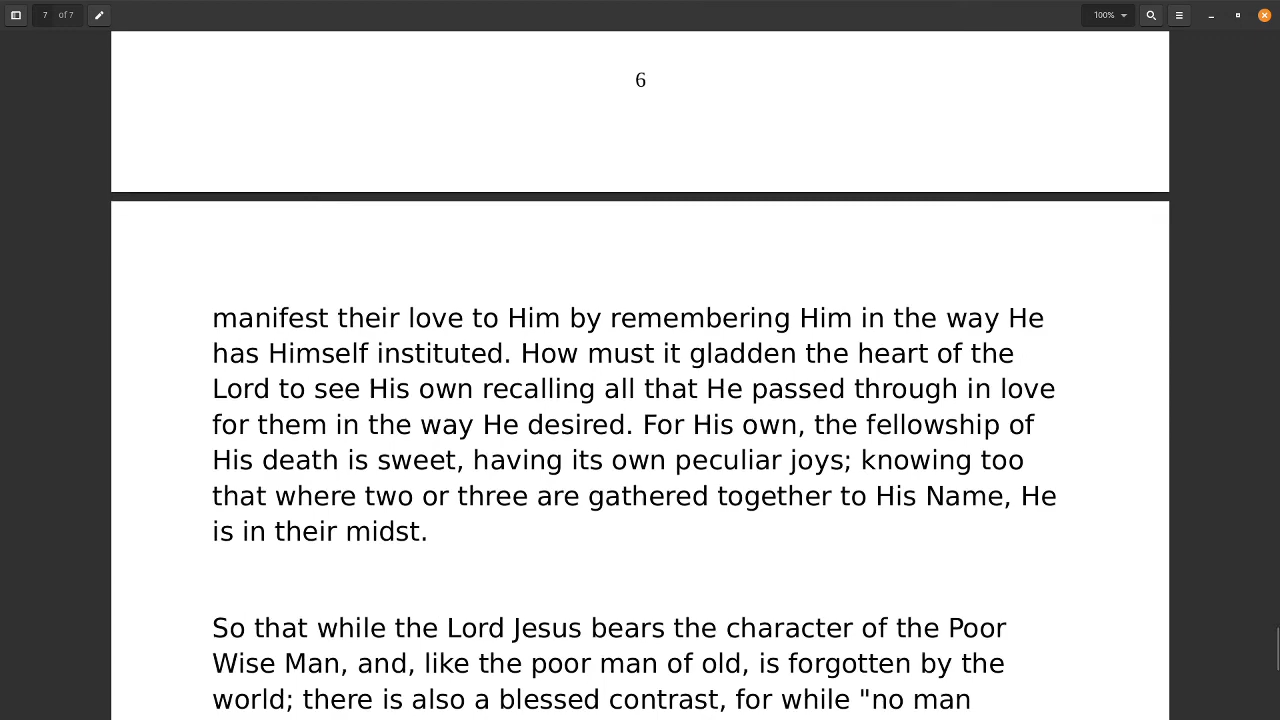 7 of 7
100%
6
manifest their love to Him by remembering Him in the way He
has Himself instituted. How must it gladden the heart of the
Lord to see His own recalling all that He passed through in love
for them in the way He desired. For His own, the fellowship of
His death is sweet, having its own peculiar joys; knowing too
that where two or three are gathered together to His Name, He
is in their midst.
So that while the Lord Jesus bears the character of the Poor
Wise Man, and, like the poor man of old, is forgotten by the
world; there is also a blessed contrast, for while "no man